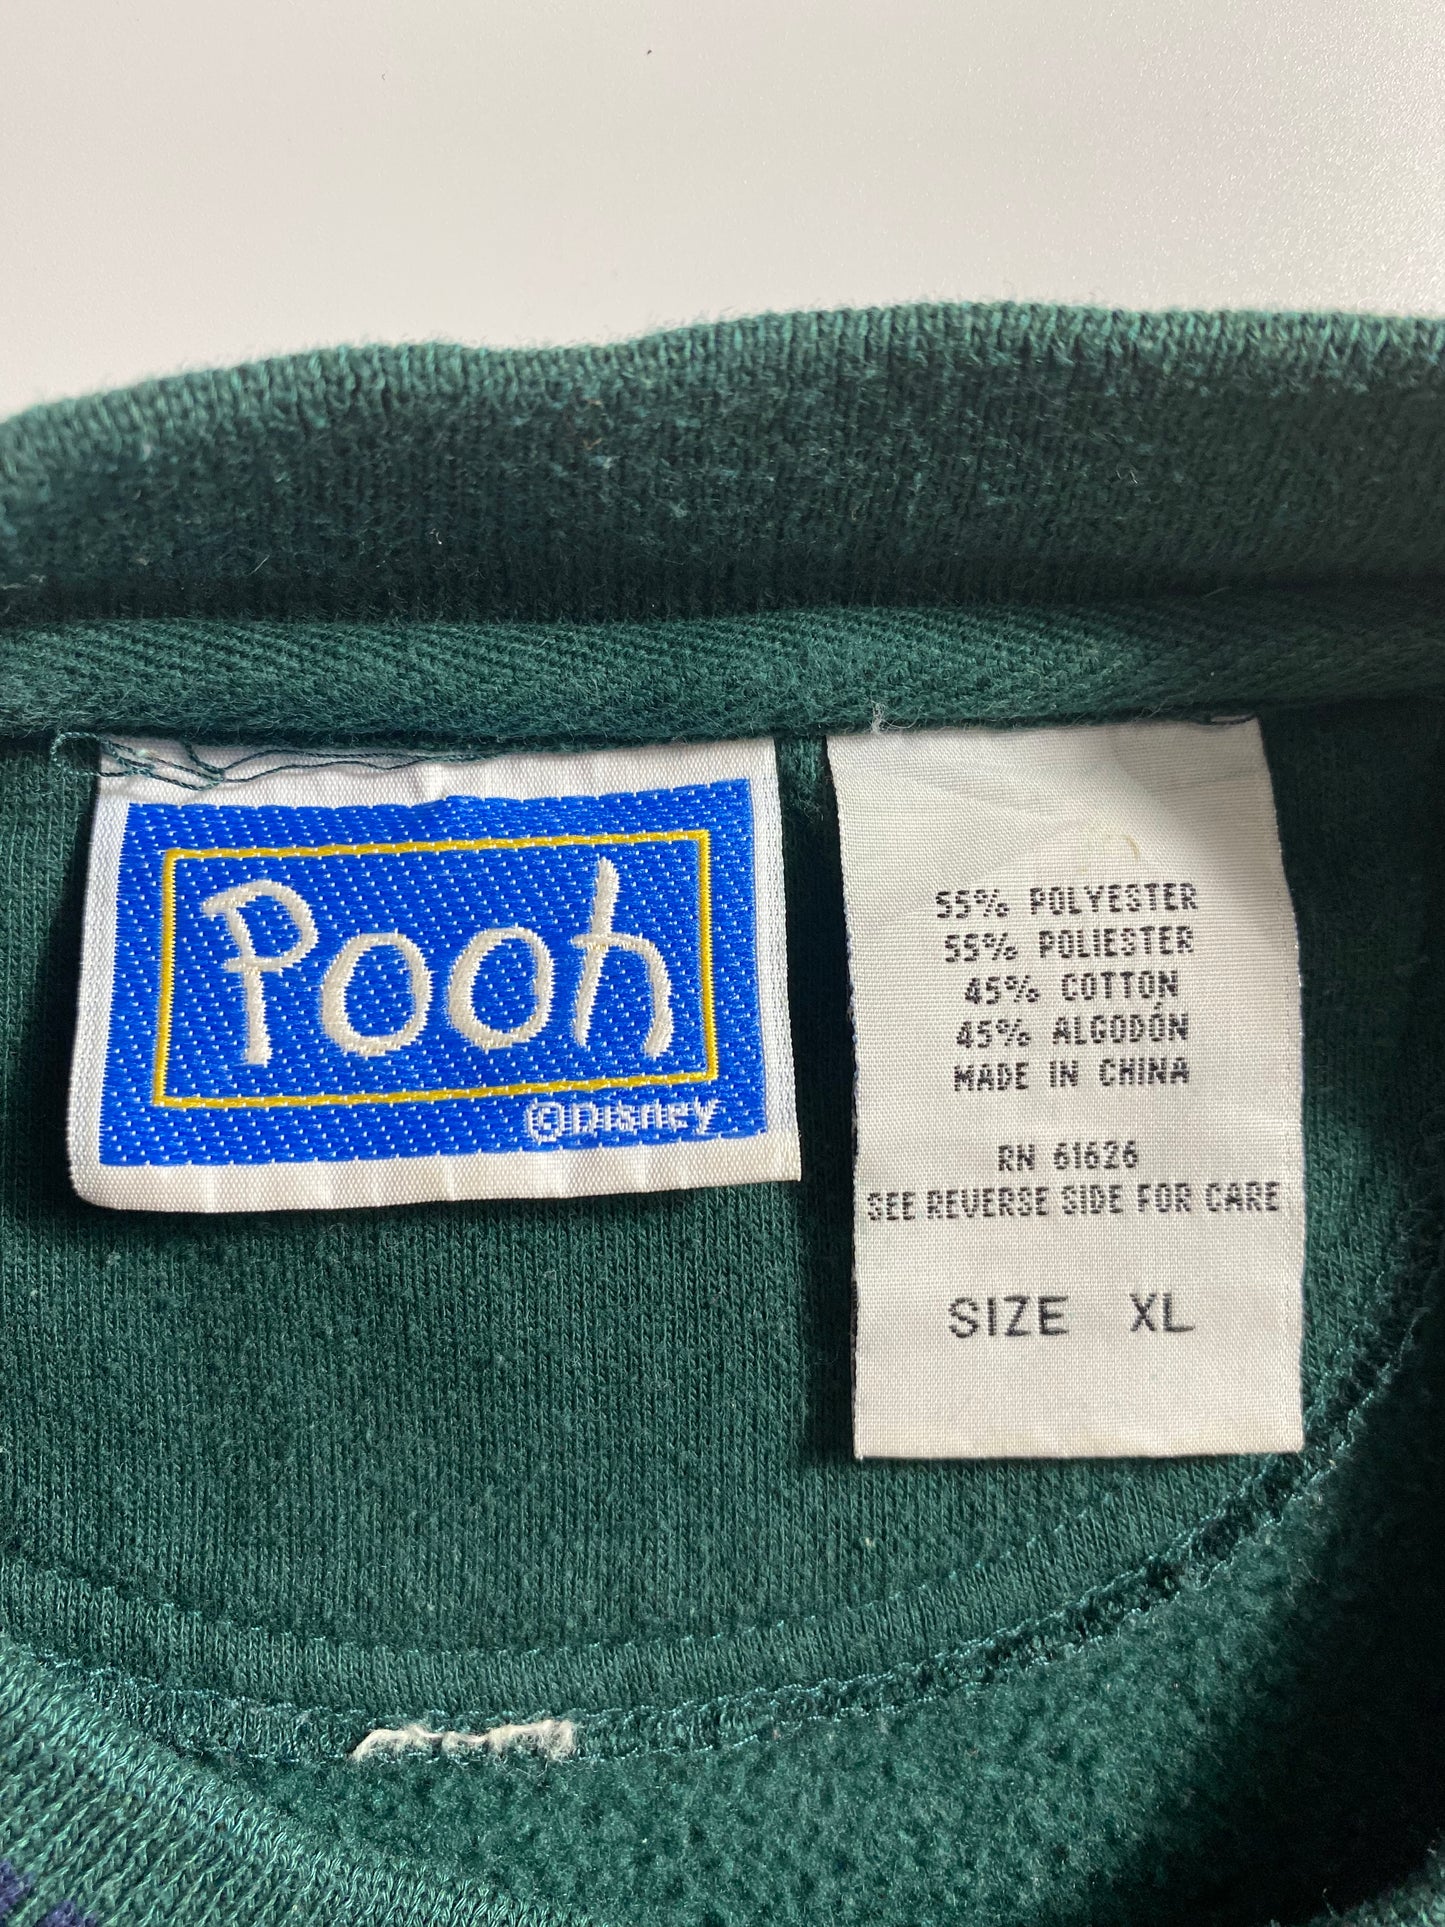 Pooh
©Disney
55% POLYESTER
55% POLIESTER
45% COTTON
45% ALGODÓN
MADE IN CHINA
RN 61626
SEE REVERSE SIDE FOR CARE
SIZE XL